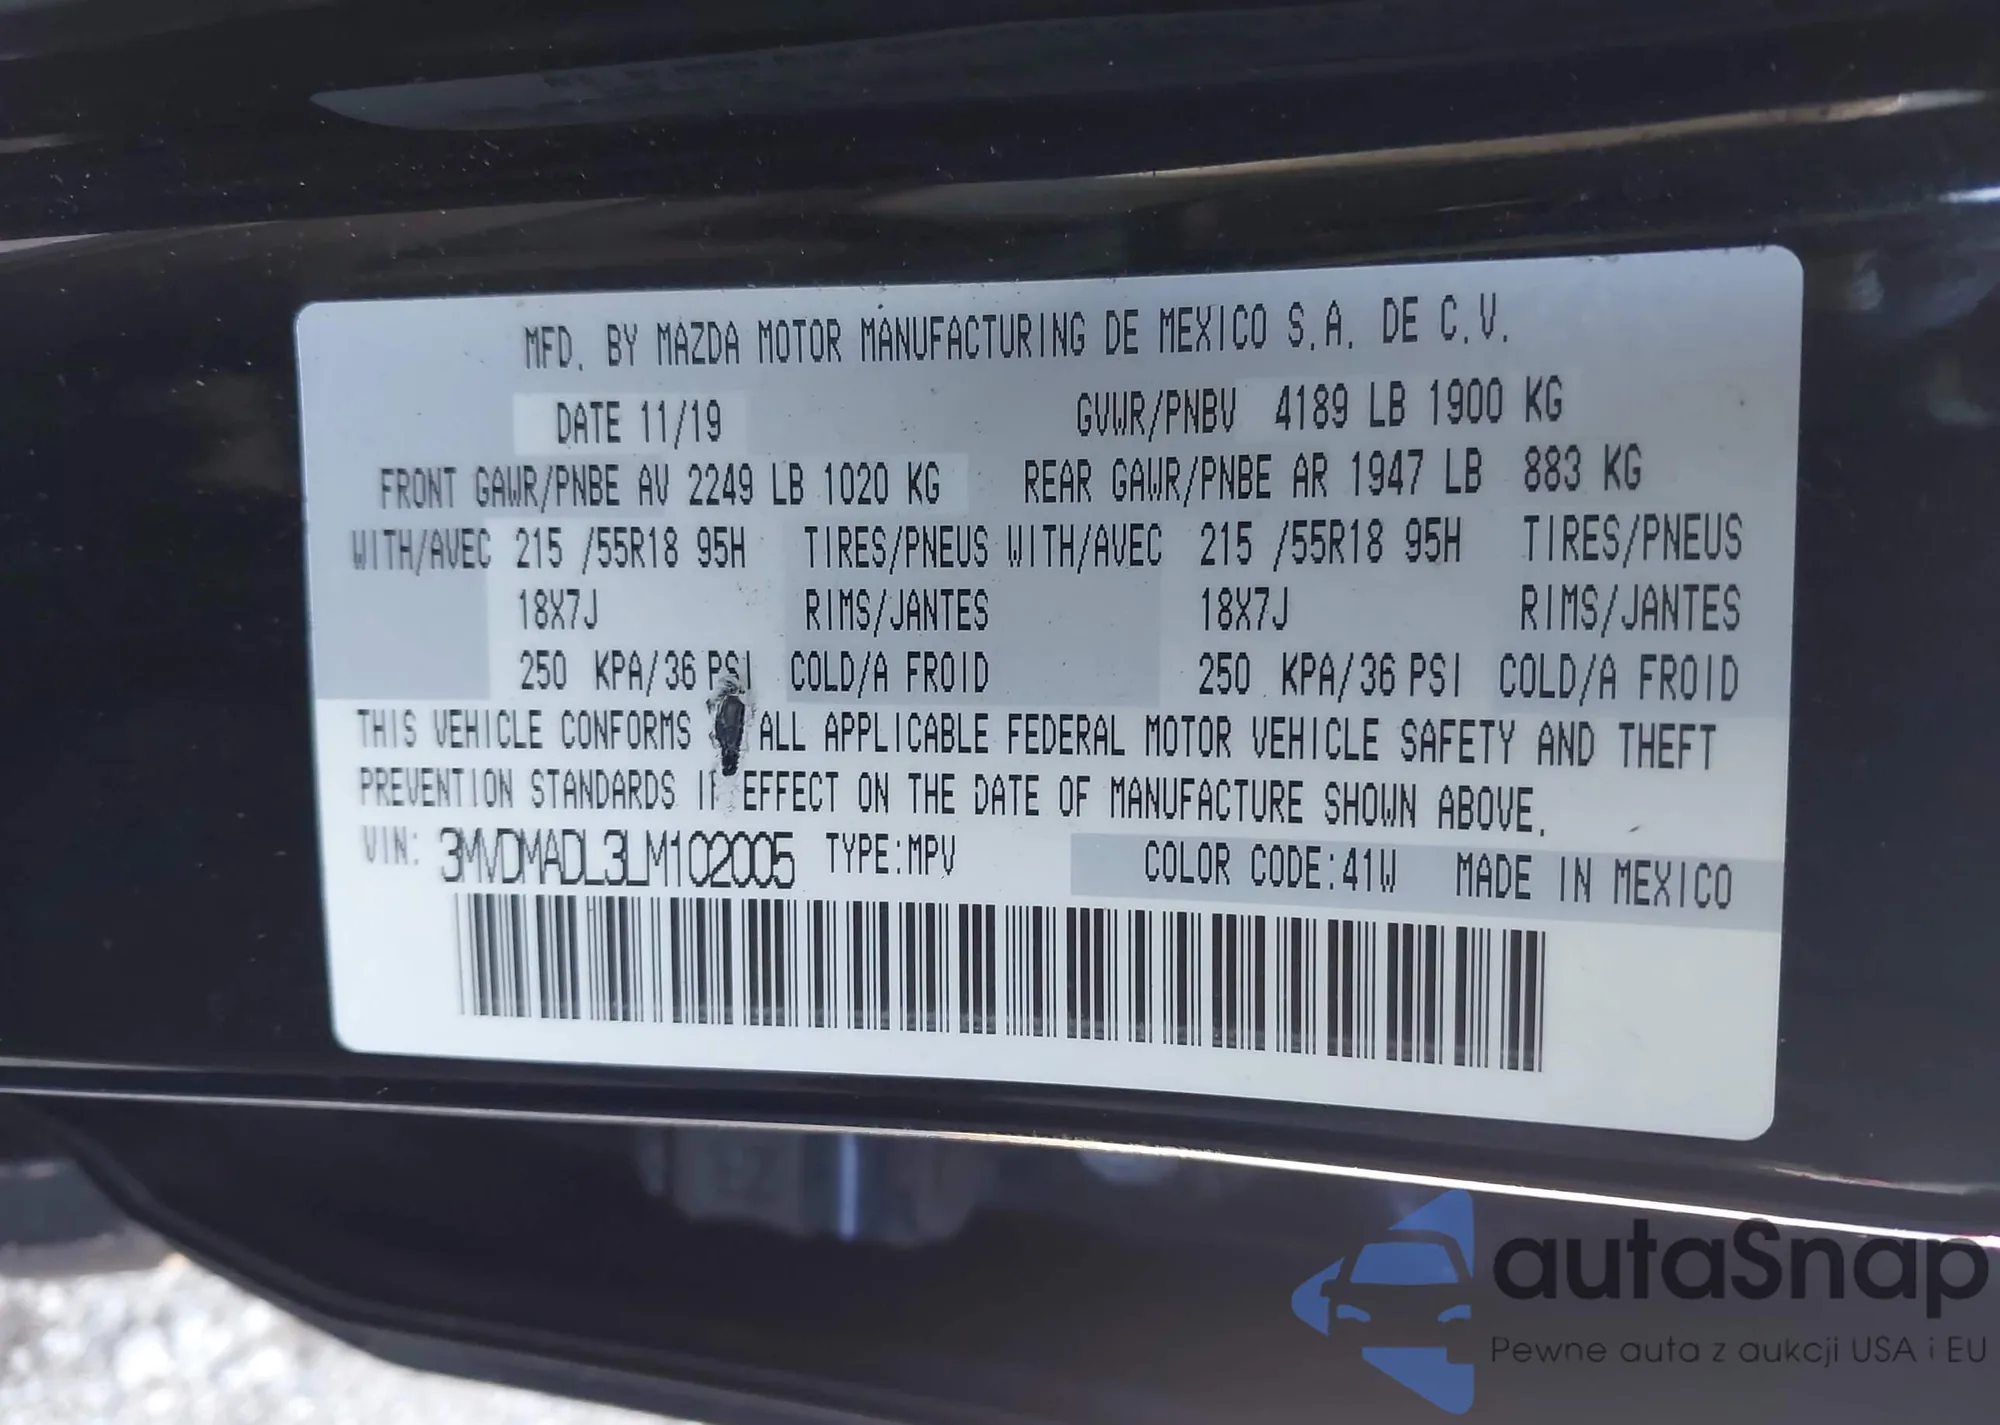 MFD. BY MAZDA MOTOR MANUFACTURING DE MEXICO S.A. DE C.V.
DATE 11/19 GVWR/PNBV 4189 LB 1900 KG
FRONT GAWR/PNBE AV 2249 LB 1020 KG REAR GAWR/PNBE AR 1947 LB 883 KG
WITH/AVEC 215 /55R18 95H TIRES/PNEUS WITH/AVEC 215 /55R18 95H TIRES/PNEUS
18X7J RIMS/JANTES 18X7J RIMS/JANTES
250 KPA/36 PSI COLD/A FROID 250 KPA/36 PSI COLD/A FROID
THIS VEHICLE CONFORMS ALL APPLICABLE FEDERAL MOTOR VEHICLE SAFETY AND THEFT
PREVENTION STANDARDS EFFECT ON THE DATE OF MANUFACTURE SHOWN ABOVE.
VIN: 3MVDMADL3LM102005 TYPE:MPV COLOR CODE:41W MADE IN MEXICO
autaSnap
Pewne auta z aukcji USA i EU